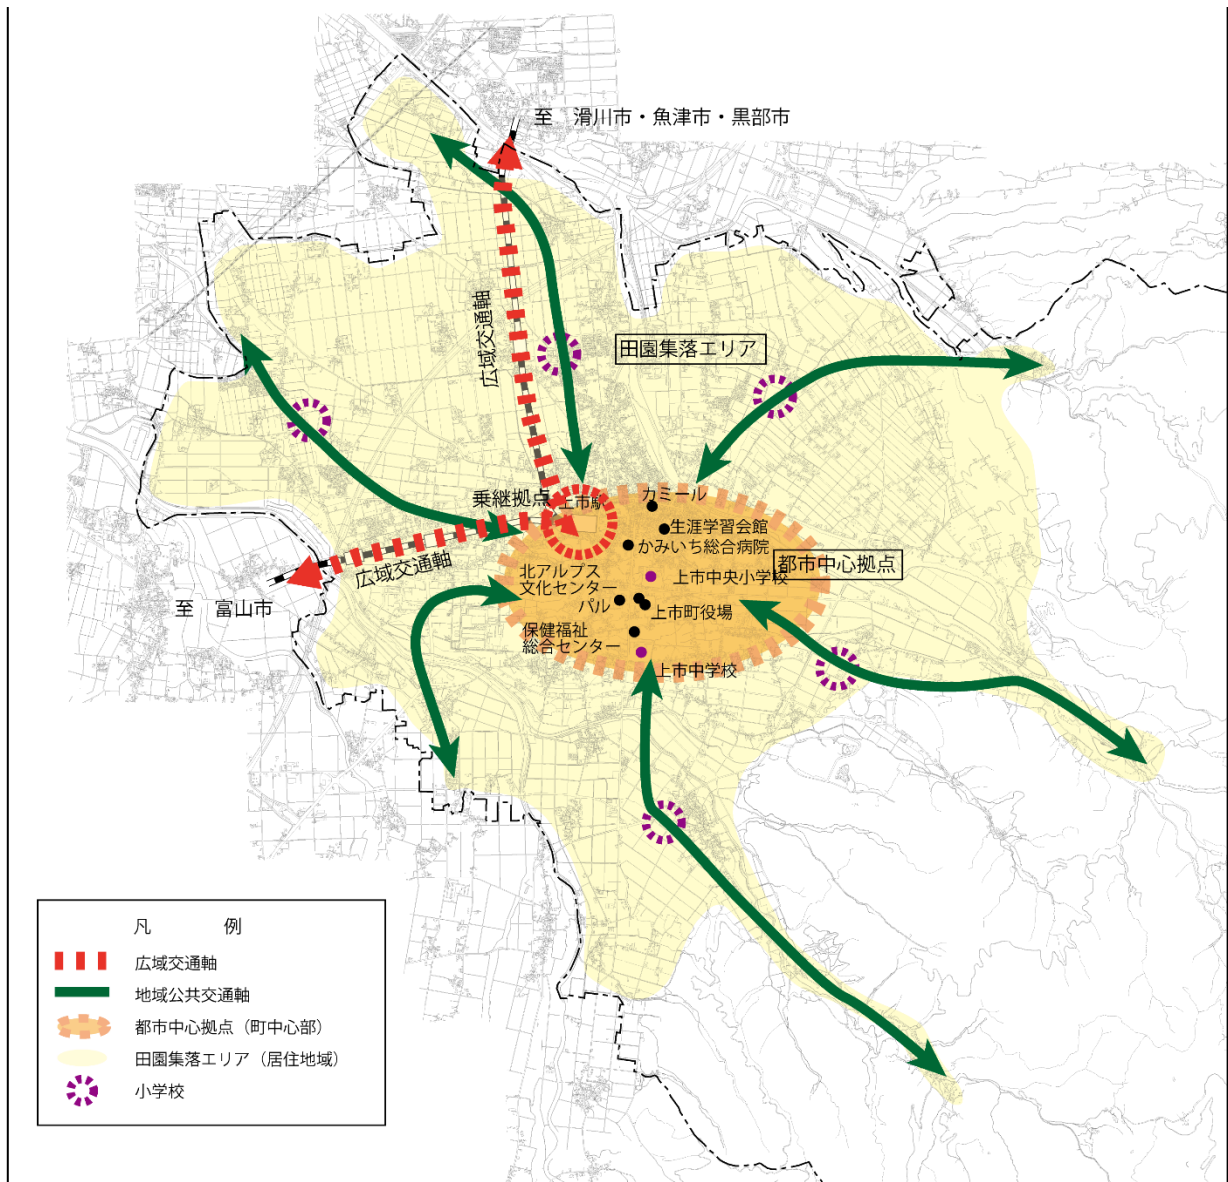 至　滑川市・魚津市・黒部市
広域交通軸
田園集落エリア
乗継拠点
上市駅
カミール
生涯学習会館
かみいち総合病院
都市中心拠点
広域交通軸
至　富山市
北アルプス
文化センター
上市中央小学校
パル
上市町役場
保健福祉
総合センター
上市中学校
凡　例
広域交通軸
地域公共交通軸
都市中心拠点（町中心部）
田園集落エリア（居住地域）
小学校